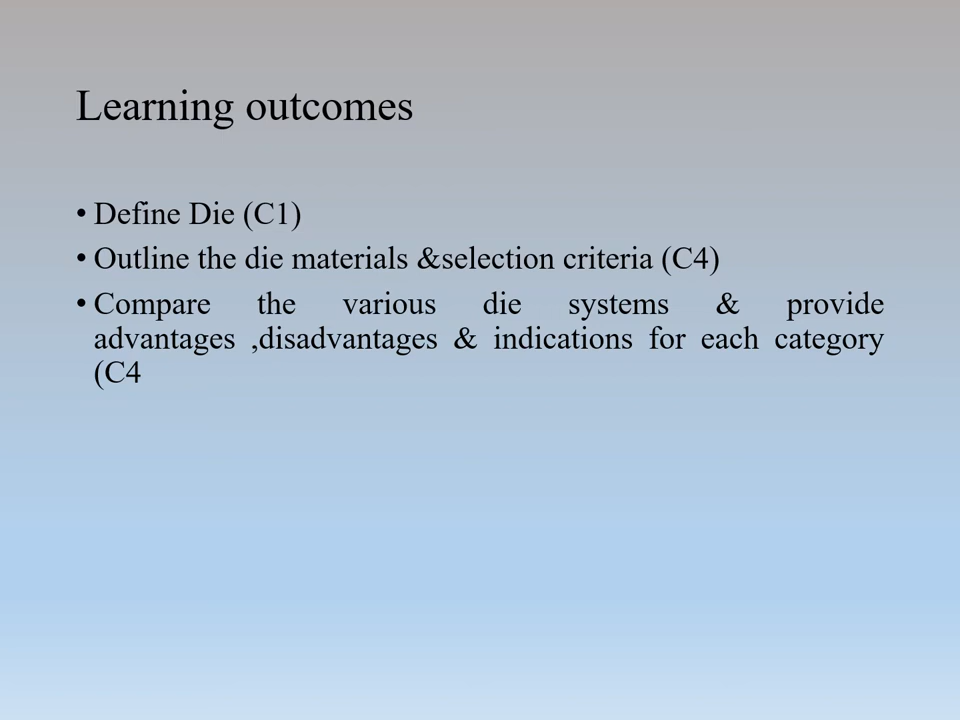 Learning outcomes
• Define Die (C1)
• Outline the die materials &selection criteria (C4)
• Compare the various die systems & provide
advantages ,disadvantages & indications for each category
(C4